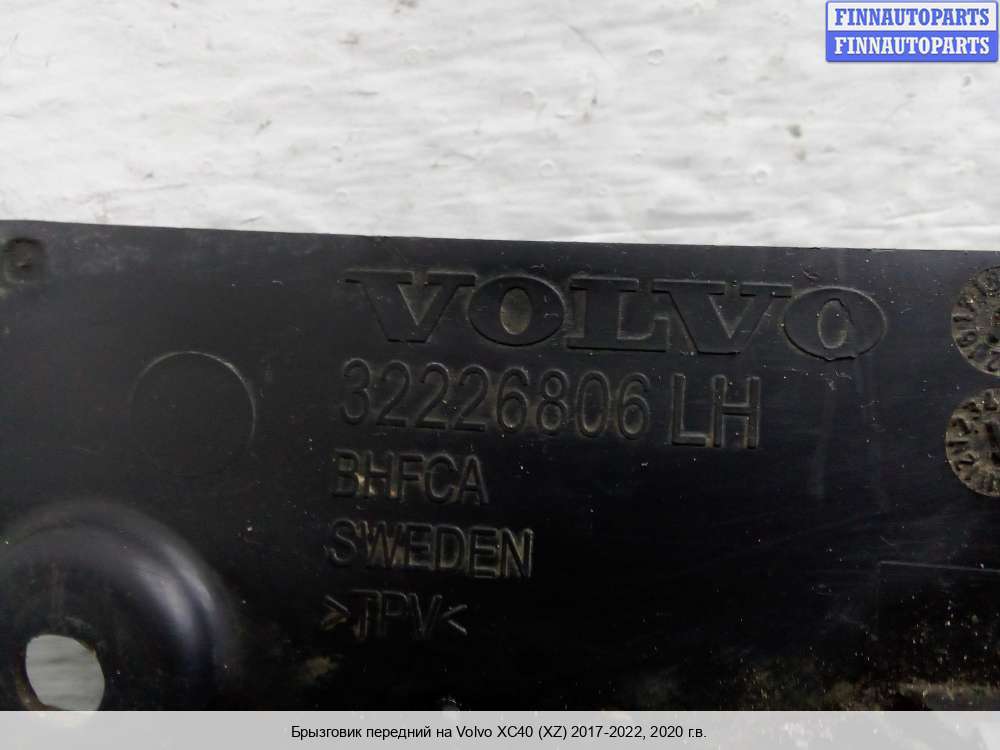 FINNAUTOPARTS
FINNAUTOPARTS
VOLVO
32226806 LH
BHFCA
SWEDEN
>TPV<
Брызговик передний на Volvo XC40 (XZ) 2017-2022, 2020 г.в.